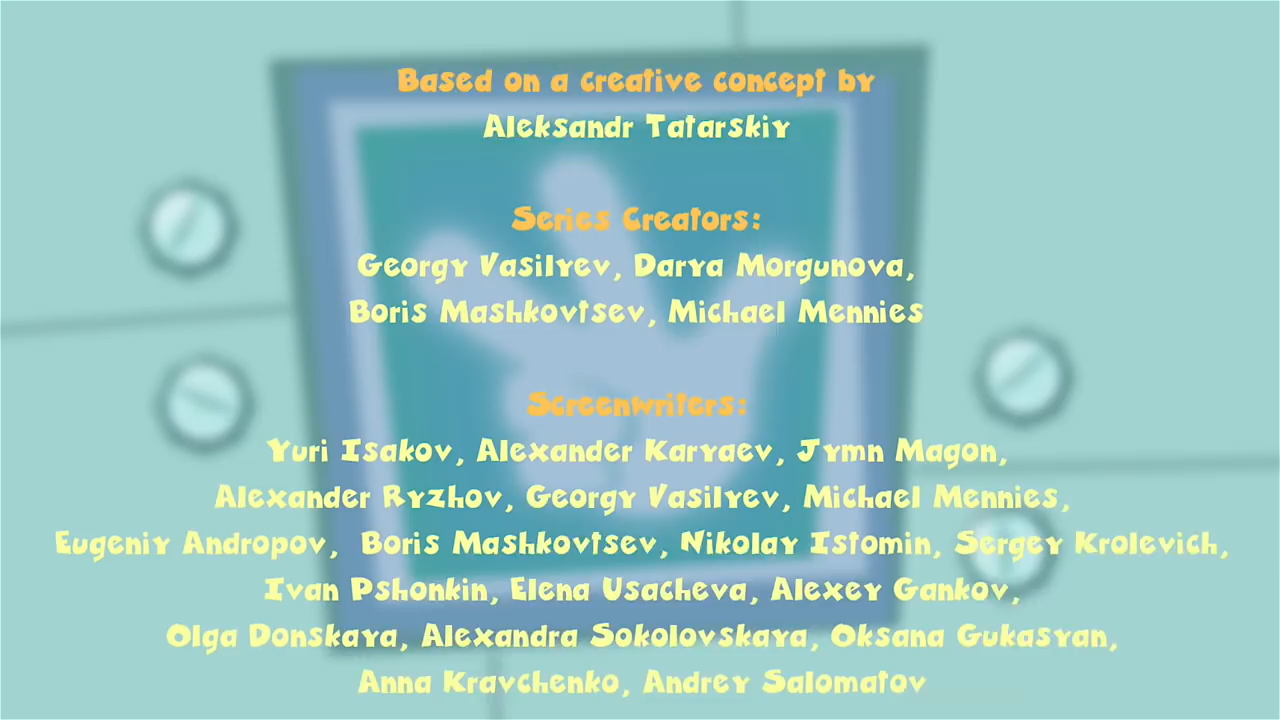 Based on a creative concept by
Aleksandr Tatarskiy
Series Creators:
Georgy Vasilyev, Darya Morgunova,
Boris Mashkovtsev, Michael Mennies
Screenwriters:
Yuri Isakov, Alexander Karyaev, Jymn Magon,
Alexander Ryzhov, Georgy Vasilyev, Michael Mennies,
Eugeniy Andropov, Boris Mashkovtsev, Nikolay Istomin, Sergey Krolevich,
Ivan Pshonkin, Elena Usacheva, Alexey Gankov,
Olga Donskaya, Alexandra Sokolovskaya, Oksana Gukasyan,
Anna Kravchenko, Andrey Salomatov